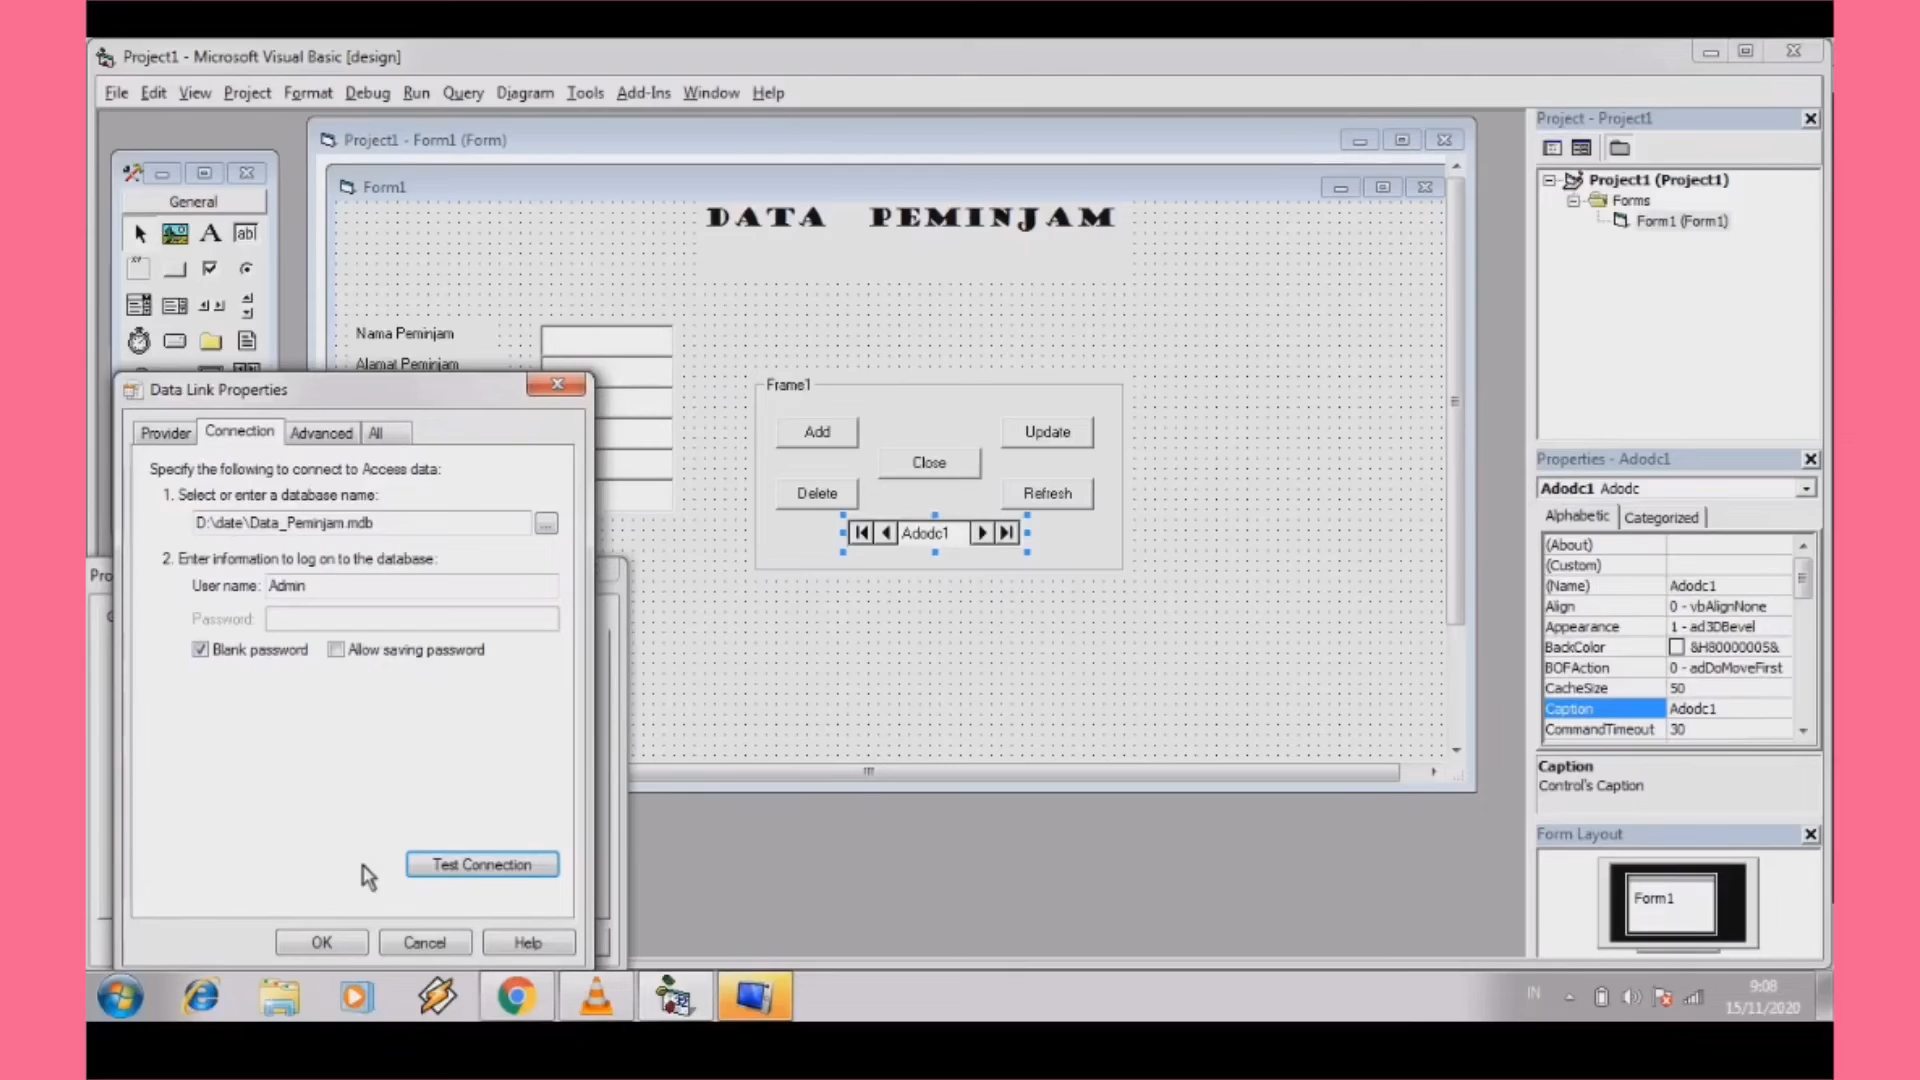 Project1 - Microsoft Visual Basic [design]
File Edit View Project Format Debug Run Query Diagram Tools Add-Ins Window Help
Project1 - Form1 (Form)
Form1
DATA PEMINJAM
Nama Peminjam
Alamat Peminjam
Frame1
Add
Update
Close
Delete
Refresh
Adodc1
General
A
abl
Data Link Properties
Provider Connection Advanced All
Specify the following to connect to Access data:
1. Select or enter a database name:
D:\date\Data_Peminjam.mdb
...
2. Enter information to log on to the database:
User name: Admin
Password:
Blank password Allow saving password
Test Connection
OK Cancel Help
Project - Project1
Project1 (Project1)
Forms
Form1 (Form1)
Properties - Adodc1
Adodc1 Adodc
Alphabetic Categorized
(About)
(Custom)
(Name) Adodc1
Align 0 - vbAlignNone
Appearance 1 - ad3DBevel
BackColor &H80000005&
BOFAction 0 - adDoMoveFirst
CacheSize 50
Caption Adodc1
CommandTimeout 30
Caption
Control's Caption
Form Layout
Form1
IN
9:08
15/11/2020